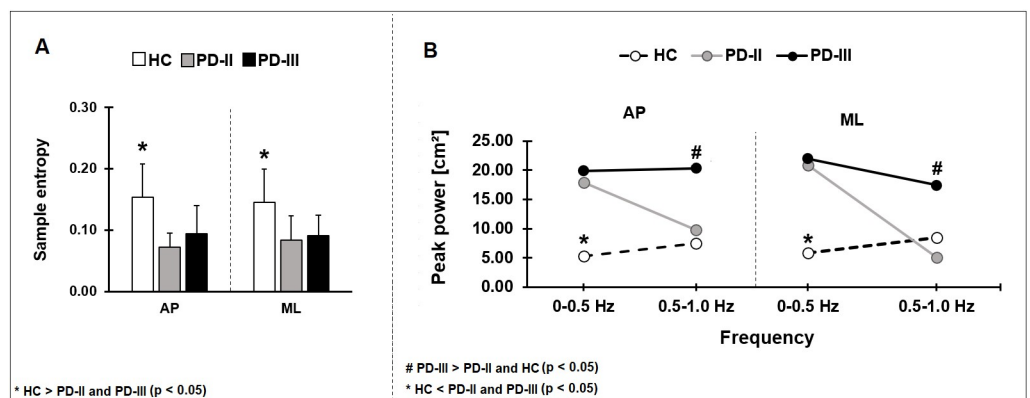 A
HC PD-II PD-III
Sample entropy
0.30
0.20
0.10
0.00
*
*
AP
ML
* HC > PD-II and PD-III (p < 0.05)
B
HC PD-II PD-III
AP
ML
Peak power [cm²]
25.00
20.00
15.00
10.00
5.00
0.00
#
*
#
*
0-0.5 Hz
0.5-1.0 Hz
0-0.5 Hz
0.5-1.0 Hz
Frequency
# PD-III > PD-II and HC (p < 0.05)
* HC < PD-II and PD-III (p < 0.05)